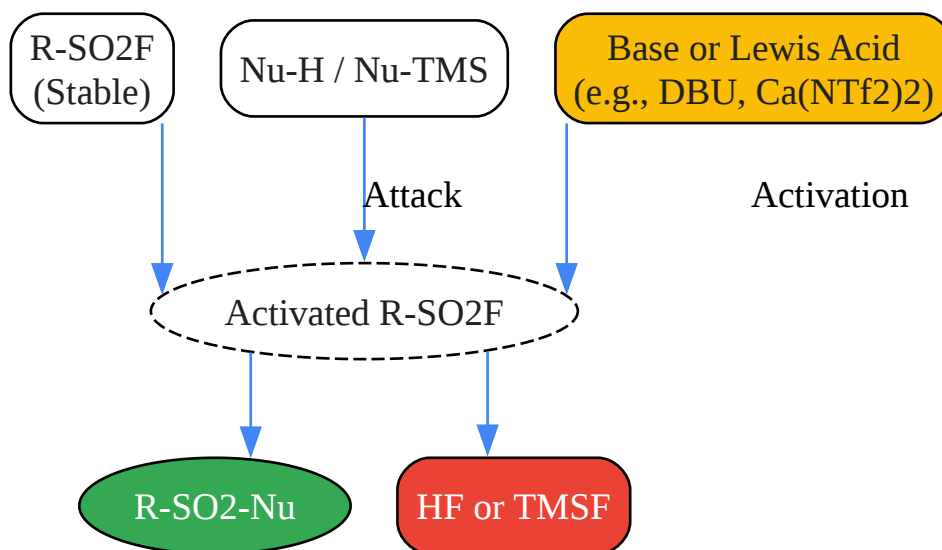 R-SO2F
(Stable)
Nu-H / Nu-TMS
Base or Lewis Acid
(e.g., DBU, Ca(NTf2)2)
Attack
Activation
Activated R-SO2F
R-SO2-Nu
HF or TMSF